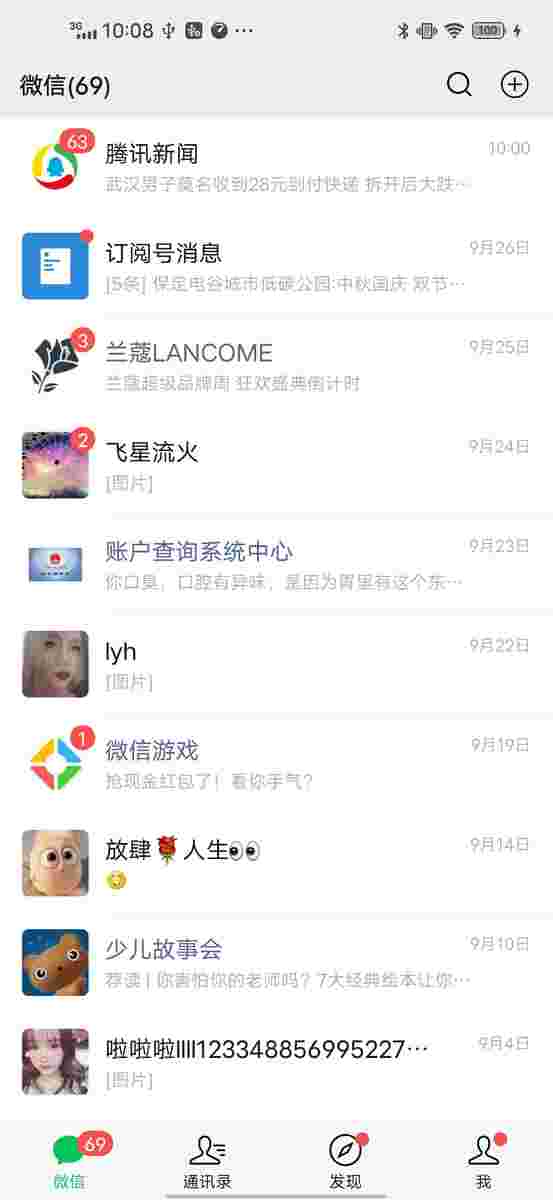 3G 10:08 100
微信(69)
63
腾讯新闻 10:00
武汉男子莫名收到28元到付快递 拆开后大跌…
订阅号消息 9月26日
[5条] 保定电谷城市低碳公园:中秋国庆 双节…
3
兰蔻LANCOME 9月25日
兰蔻超级品牌周 狂欢盛典倒计时
2
飞星流火 9月24日
[图片]
账户查询系统中心 9月23日
你口臭，口腔有异味，是因为胃里有这个东…
lyh 9月22日
[图片]
1
微信游戏 9月19日
抢现金红包了！看你手气？
放肆🌹人生👀 9月14日
少儿故事会 9月10日
荐读 | 你害怕你的老师吗？7大经典绘本让你…
啦啦啦llll123348856995227… 9月4日
[图片]
69
微信 通讯录 发现 我